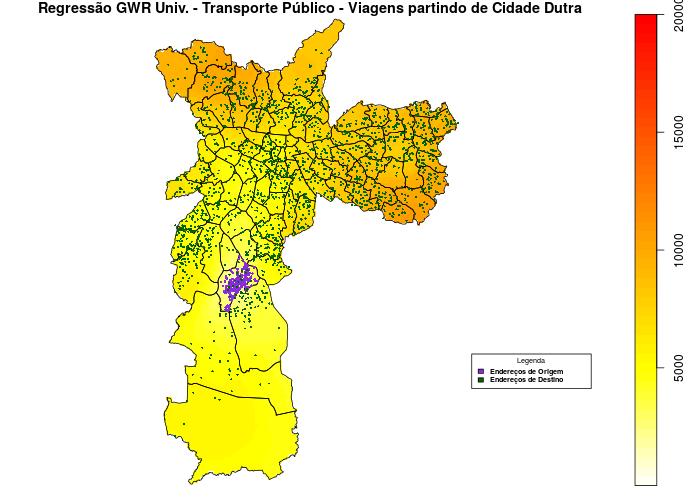 Regressão GWR Univ. - Transporte Público - Viagens partindo de Cidade Dutra
20000
15000
10000
5000
Legenda
Endereços de Origem
Endereços de Destino